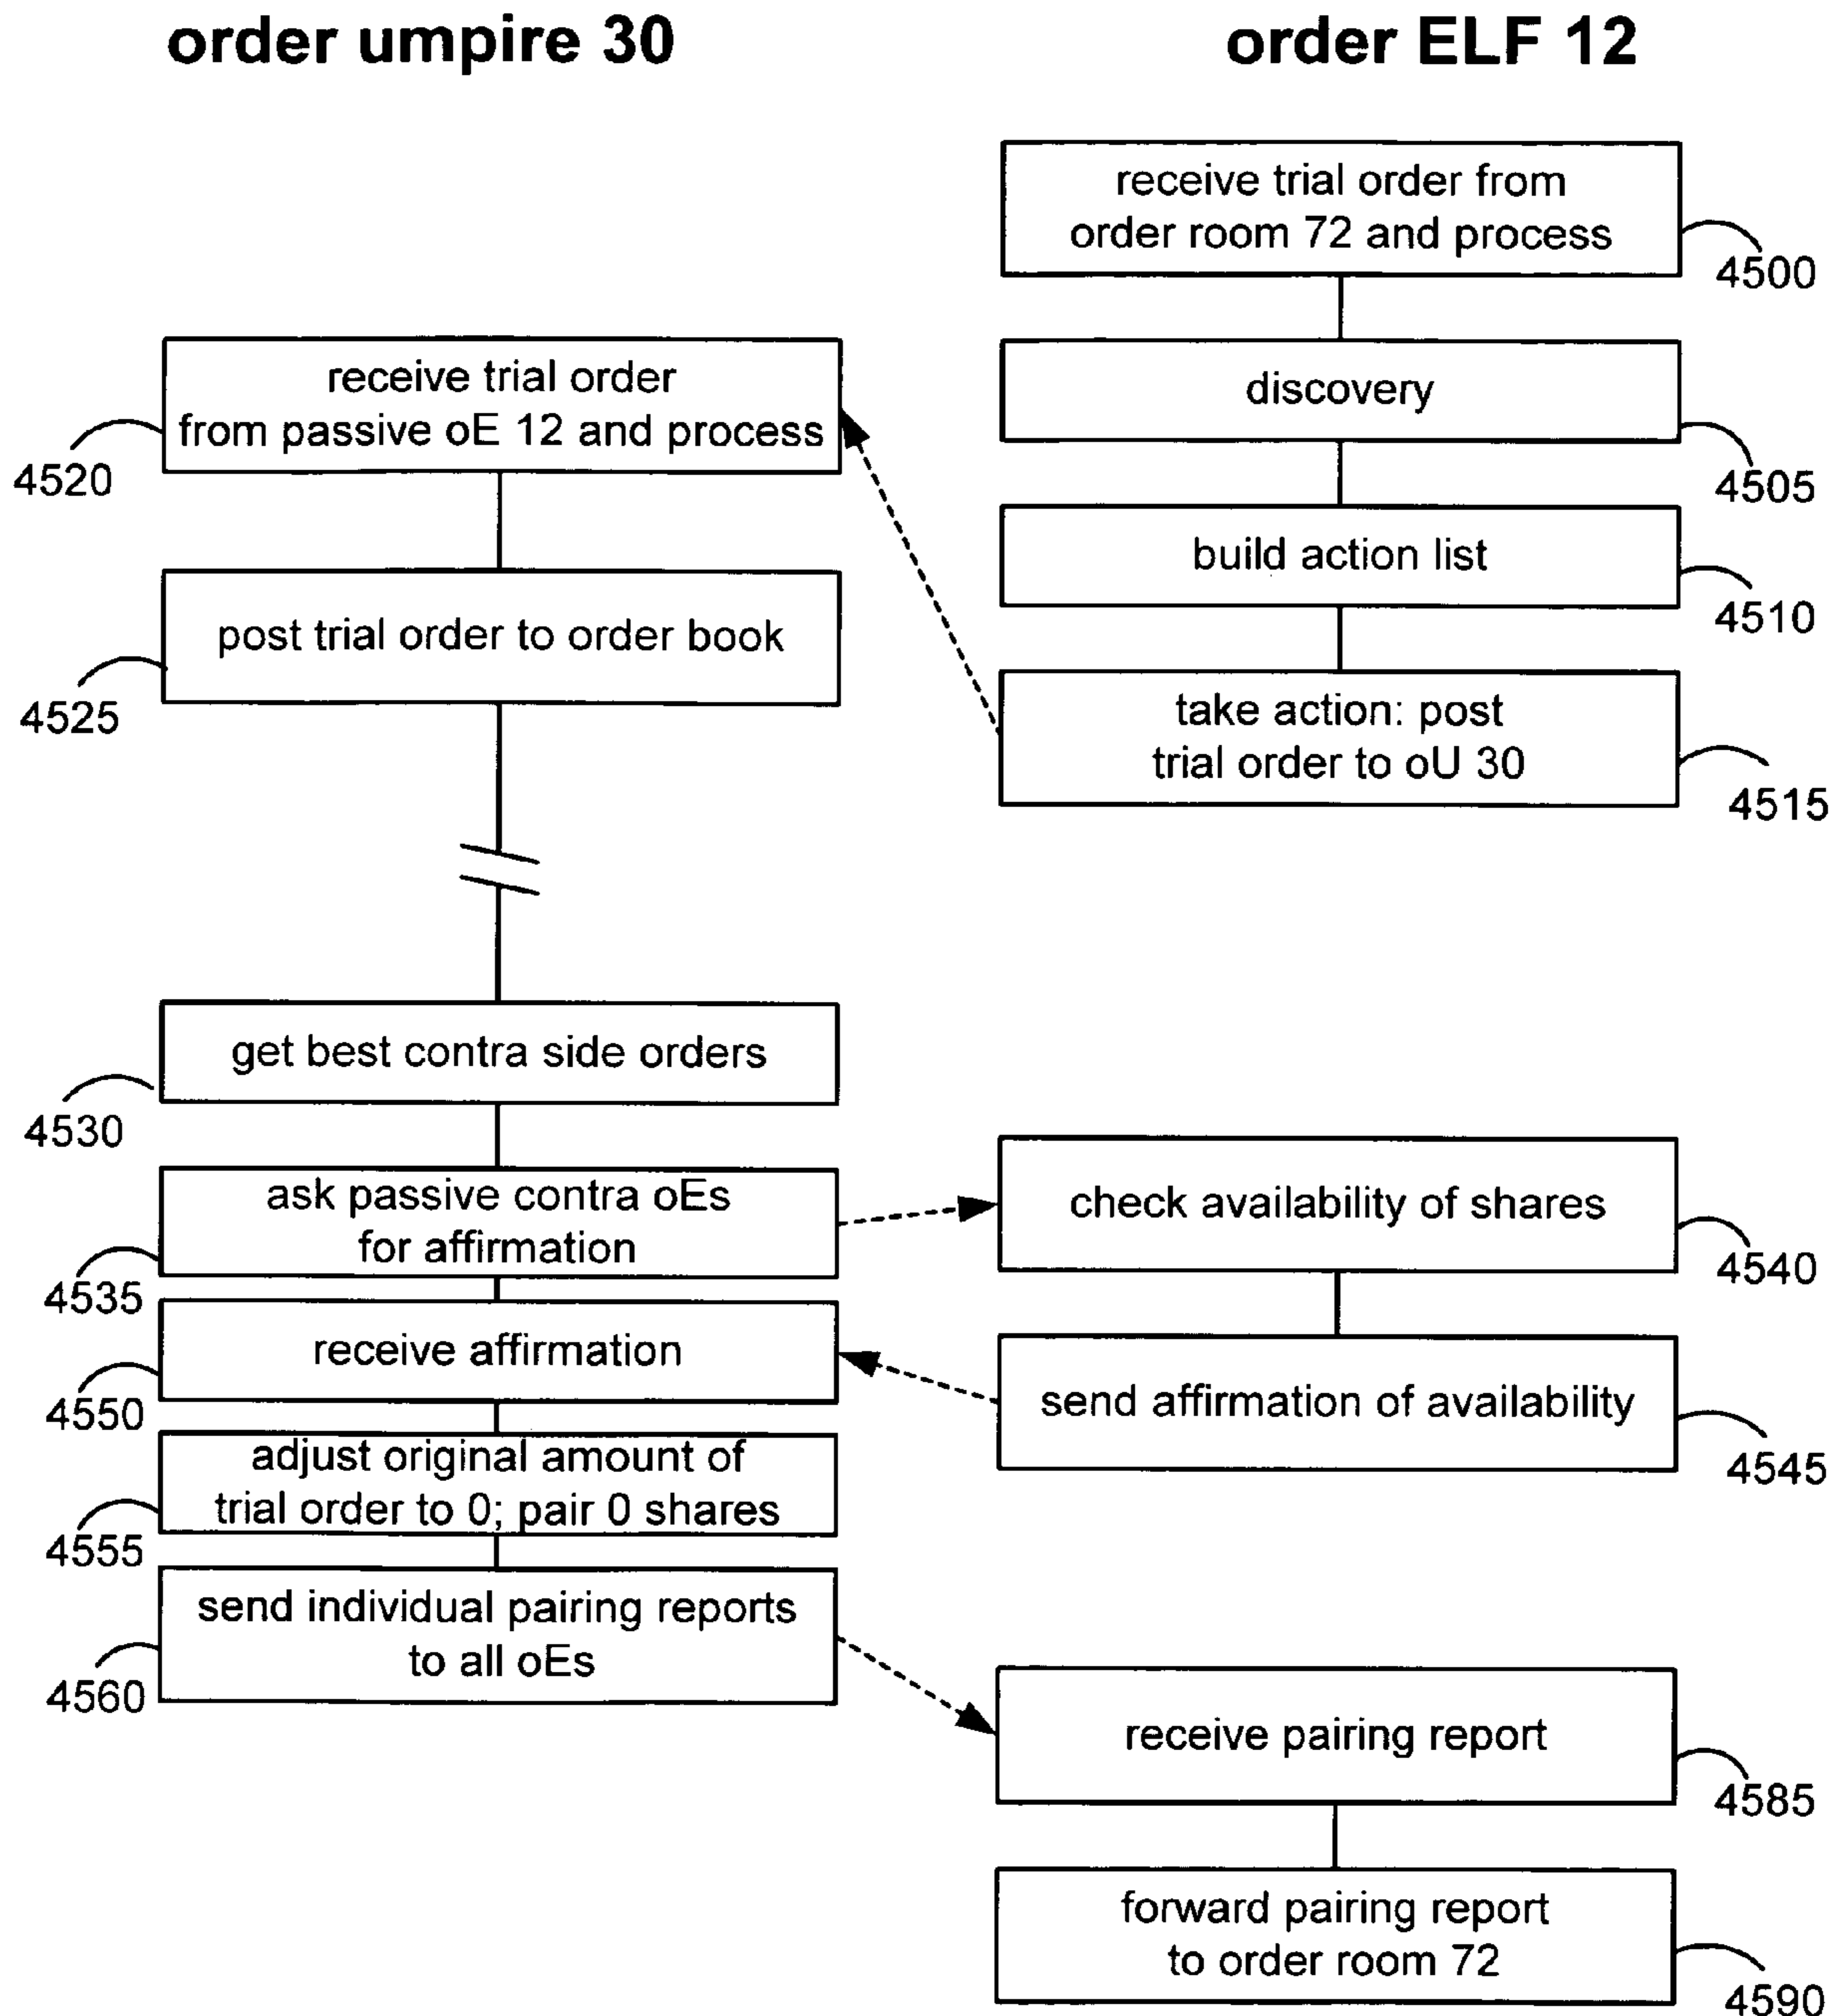 order umpire 30
order ELF 12
receive trial order from
order room 72 and process
4500
discovery
4505
build action list
4510
take action: post
trial order to oU 30
4515
receive trial order
from passive oE 12 and process
4520
post trial order to order book
4525
get best contra side orders
4530
ask passive contra oEs
for affirmation
4535
check availability of shares
4540
send affirmation of availability
4545
receive affirmation
4550
adjust original amount of
trial order to 0; pair 0 shares
4555
send individual pairing reports
to all oEs
4560
receive pairing report
4585
forward pairing report
to order room 72
4590